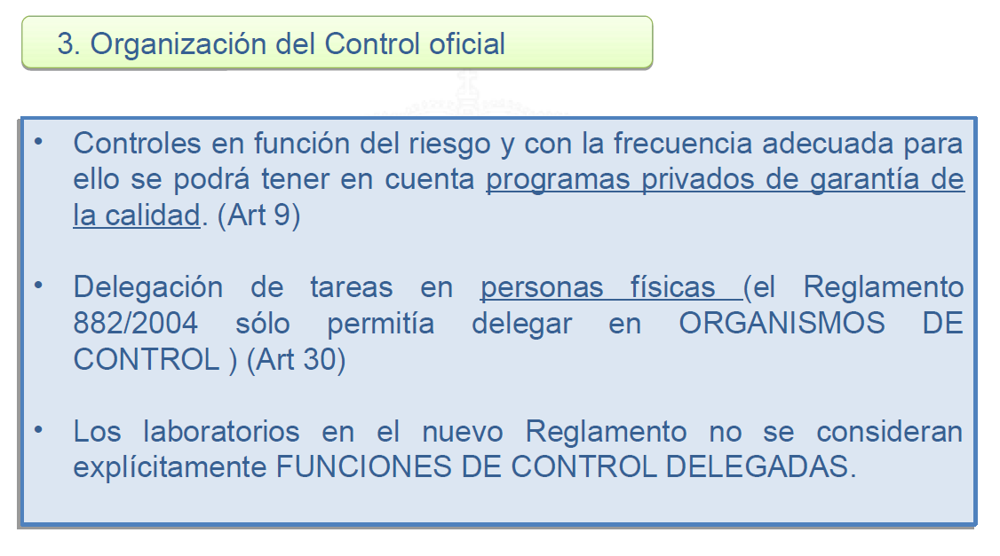 3. Organización del Control oficial
• Controles en función del riesgo y con la frecuencia adecuada para
ello se podrá tener en cuenta programas privados de garantía de
la calidad. (Art 9)
• Delegación de tareas en personas físicas (el Reglamento
882/2004 sólo permitía delegar en ORGANISMOS DE
CONTROL ) (Art 30)
• Los laboratorios en el nuevo Reglamento no se consideran
explícitamente FUNCIONES DE CONTROL DELEGADAS.